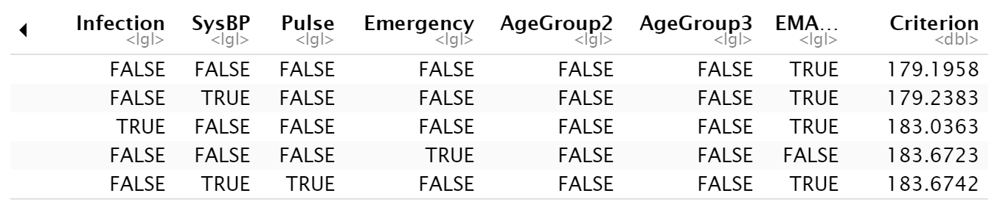 Infection SysBP Pulse Emergency AgeGroup2 AgeGroup3 EMA... Criterion
<lgl> <lgl> <lgl> <lgl> <lgl> <lgl> <lgl> <dbl>
FALSE FALSE FALSE FALSE FALSE FALSE TRUE 179.1958
FALSE TRUE FALSE FALSE FALSE FALSE TRUE 179.2383
TRUE FALSE FALSE FALSE FALSE FALSE TRUE 183.0363
FALSE FALSE FALSE TRUE FALSE FALSE FALSE 183.6723
FALSE TRUE TRUE FALSE FALSE FALSE TRUE 183.6742